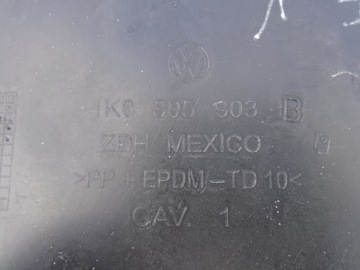 1K0 805 903 B
ZDH MEXICO
>PP+EPDM-TD10<
CAV. 1